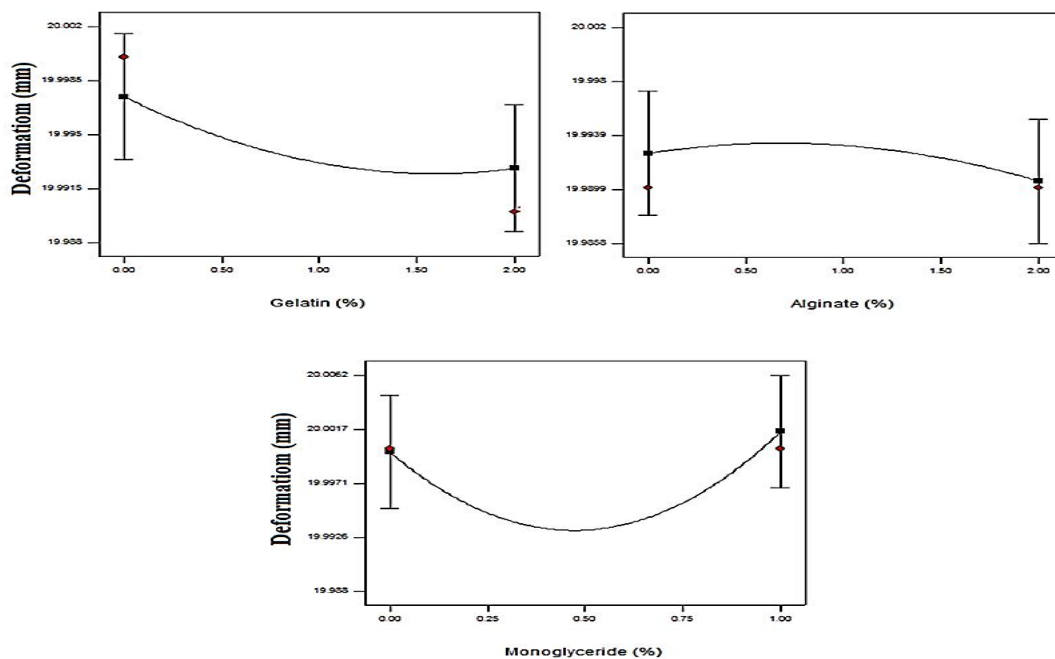 20.002
19.9985
19.995
19.9915
19.988
Deformatiom (mm)
0.00 0.50 1.00 1.50 2.00
Gelatin (%)
20.002
19.998
19.9939
19.9899
19.9858
0.00 0.50 1.00 1.50 2.00
Alginate (%)
20.0062
20.0017
19.9971
19.9926
19.988
Deformatiom (mm)
0.00 0.25 0.50 0.75 1.00
Monoglyceride (%)